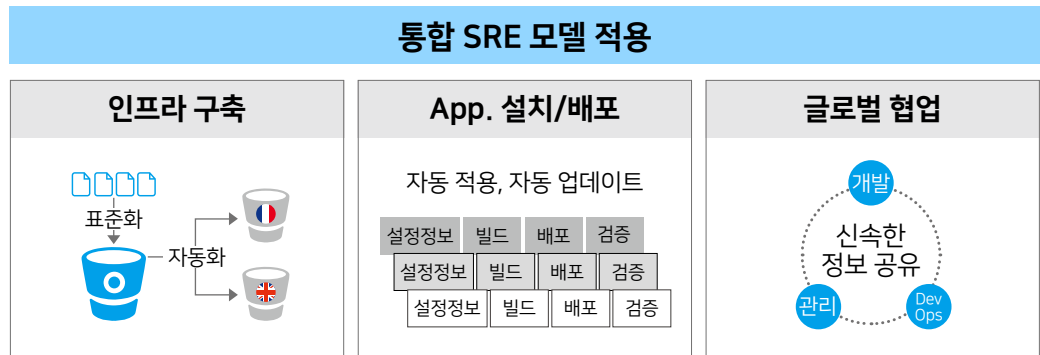 통합 SRE 모델 적용
인프라 구축
표준화
자동화
App. 설치/배포
자동 적용, 자동 업데이트
설정정보 빌드 배포 검증
설정정보 빌드 배포 검증
설정정보 빌드 배포 검증
글로벌 협업
개발
신속한
정보 공유
관리
Dev
Ops